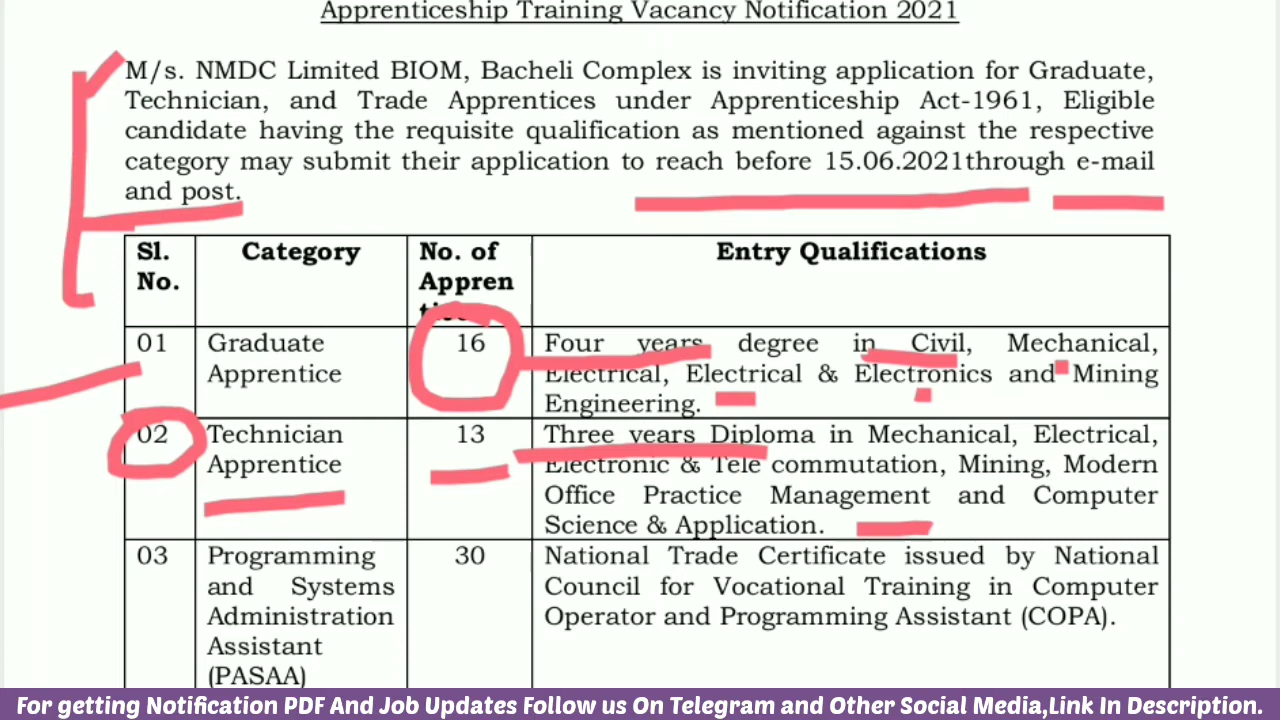 Apprenticeship Training Vacancy Notification 2021
M/s. NMDC Limited BIOM, Bacheli Complex is inviting application for Graduate,
Technician, and Trade Apprentices under Apprenticeship Act-1961, Eligible
candidate having the requisite qualification as mentioned against the respective
category may submit their application to reach before 15.06.2021through e-mail
and post.
Sl. Category No. of Entry Qualifications
No. Appren
01 Graduate 16 Four years degree in Civil, Mechanical,
Apprentice Electrical, Electrical & Electronics and Mining
Engineering.
02 Technician 13 Three years Diploma in Mechanical, Electrical,
Apprentice Electronic & Tele commutation, Mining, Modern
Office Practice Management and Computer
Science & Application.
03 Programming 30 National Trade Certificate issued by National
and Systems Council for Vocational Training in Computer
Administration Operator and Programming Assistant (COPA).
Assistant
(PASAA)
For getting Notification PDF And Job Updates Follow us On Telegram and Other Social Media,Link In Description.